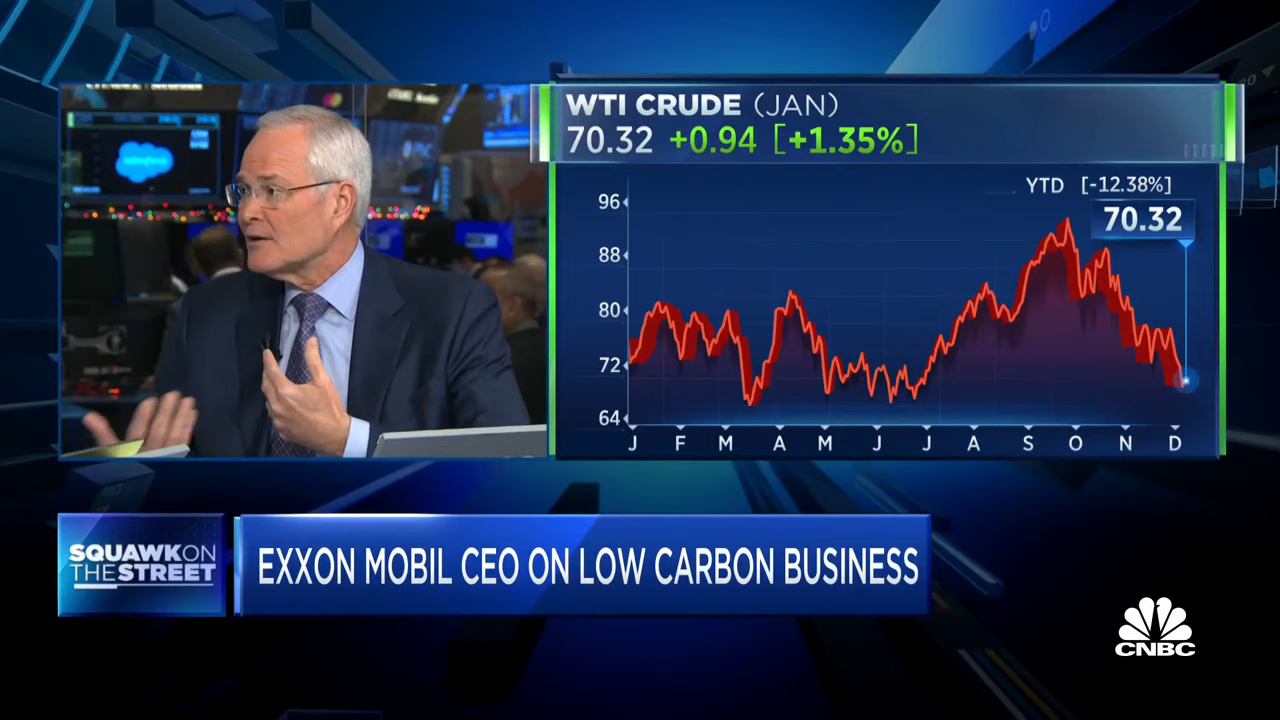 salesforce
WTI CRUDE (JAN)
70.32 +0.94 [+1.35%]
YTD [-12.38%]
70.32
96
88
80
72
64
J F M A M J J A S O N D
SQUAWK ON
THE STREET
EXXON MOBIL CEO ON LOW CARBON BUSINESS
CNBC